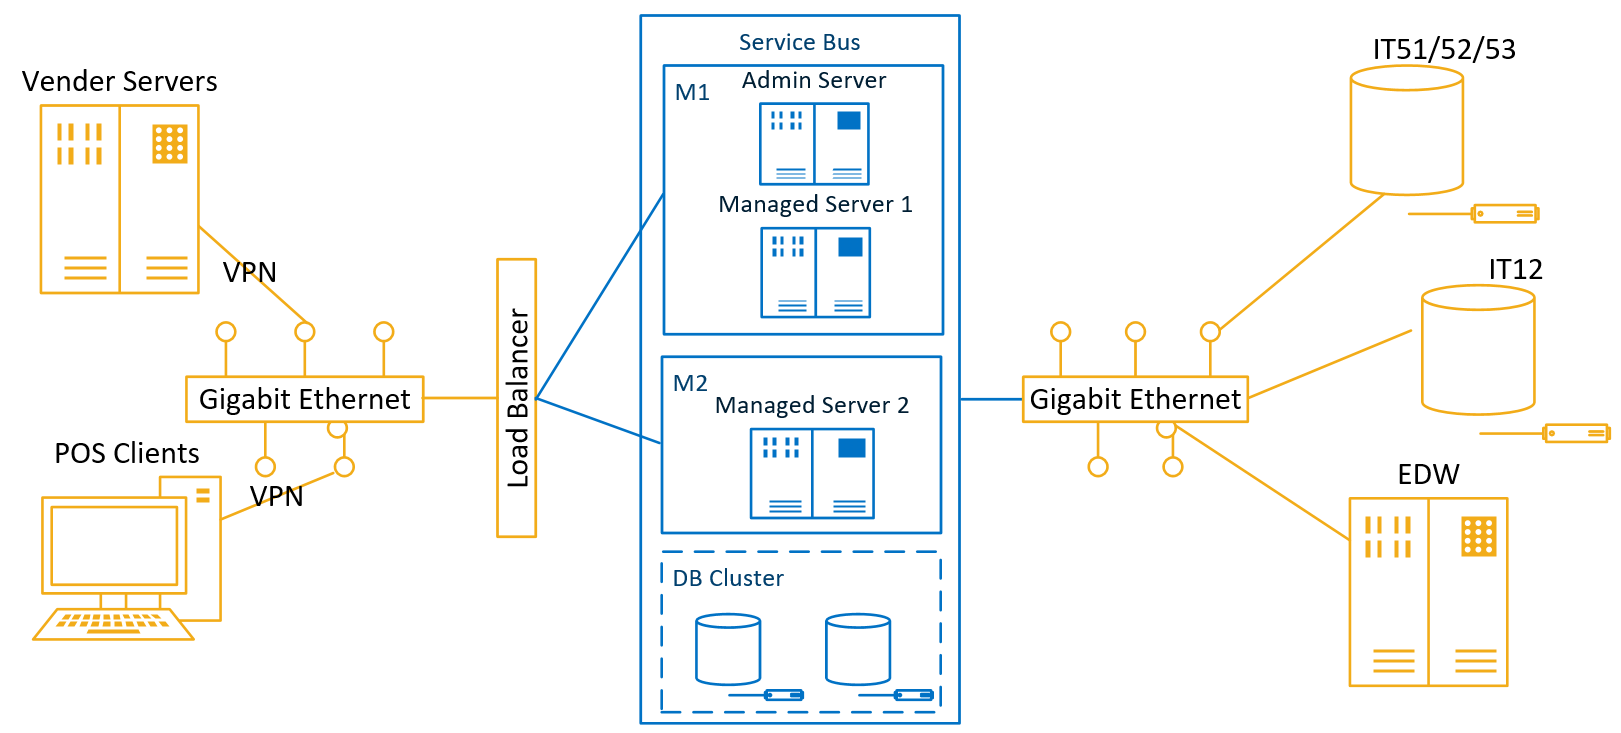 Vender Servers
VPN
Gigabit Ethernet
POS Clients
VPN
Load Balancer
Service Bus
M1
Admin Server
Managed Server 1
M2
Managed Server 2
DB Cluster
Gigabit Ethernet
IT51/52/53
IT12
EDW